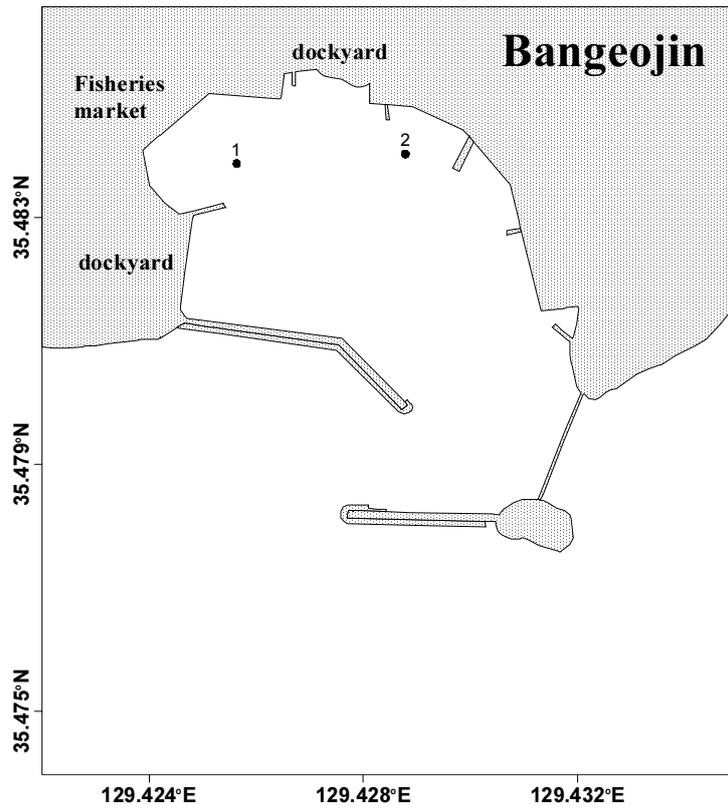 Bangeojin
dockyard
Fisheries
market
1
2
dockyard
35.483°N
35.479°N
35.475°N
129.424°E
129.428°E
129.432°E